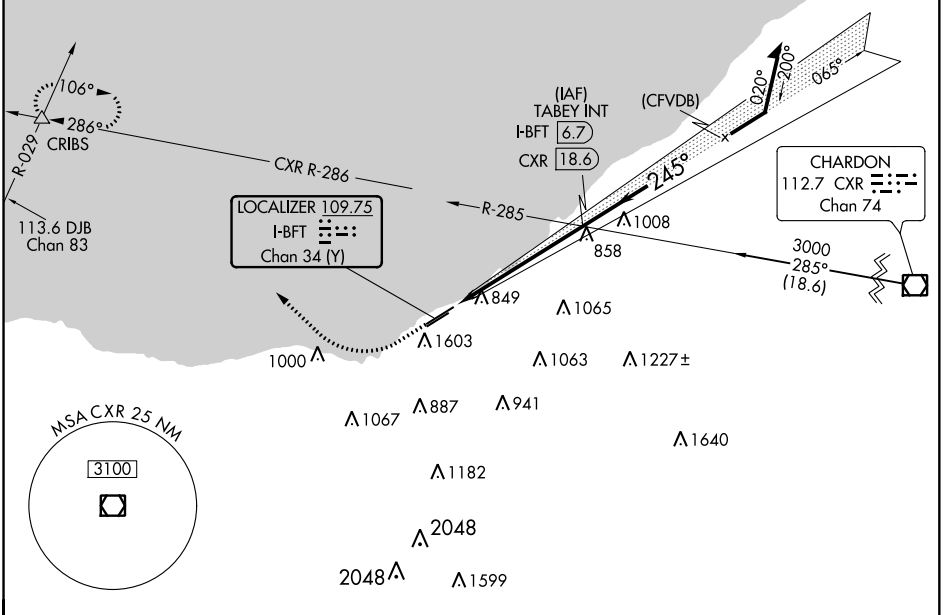 106°
286°
CRIBS
R-029
113.6 DJB
Chan 83
CXR R-286
LOCALIZER 109.75
I-BFT
Chan 34 (Y)
(IAF)
TABEY INT
I-BFT 6.7
CXR 18.6
(CFVDB)
020°
200°
065°
245°
R-285
CHARDON
112.7 CXR
Chan 74
3000
285°
(18.6)
1008
858
849
1065
1603
1000
1063
1227±
1067
887
941
1640
1182
2048
2048
1599
MSA CXR 25 NM
3100